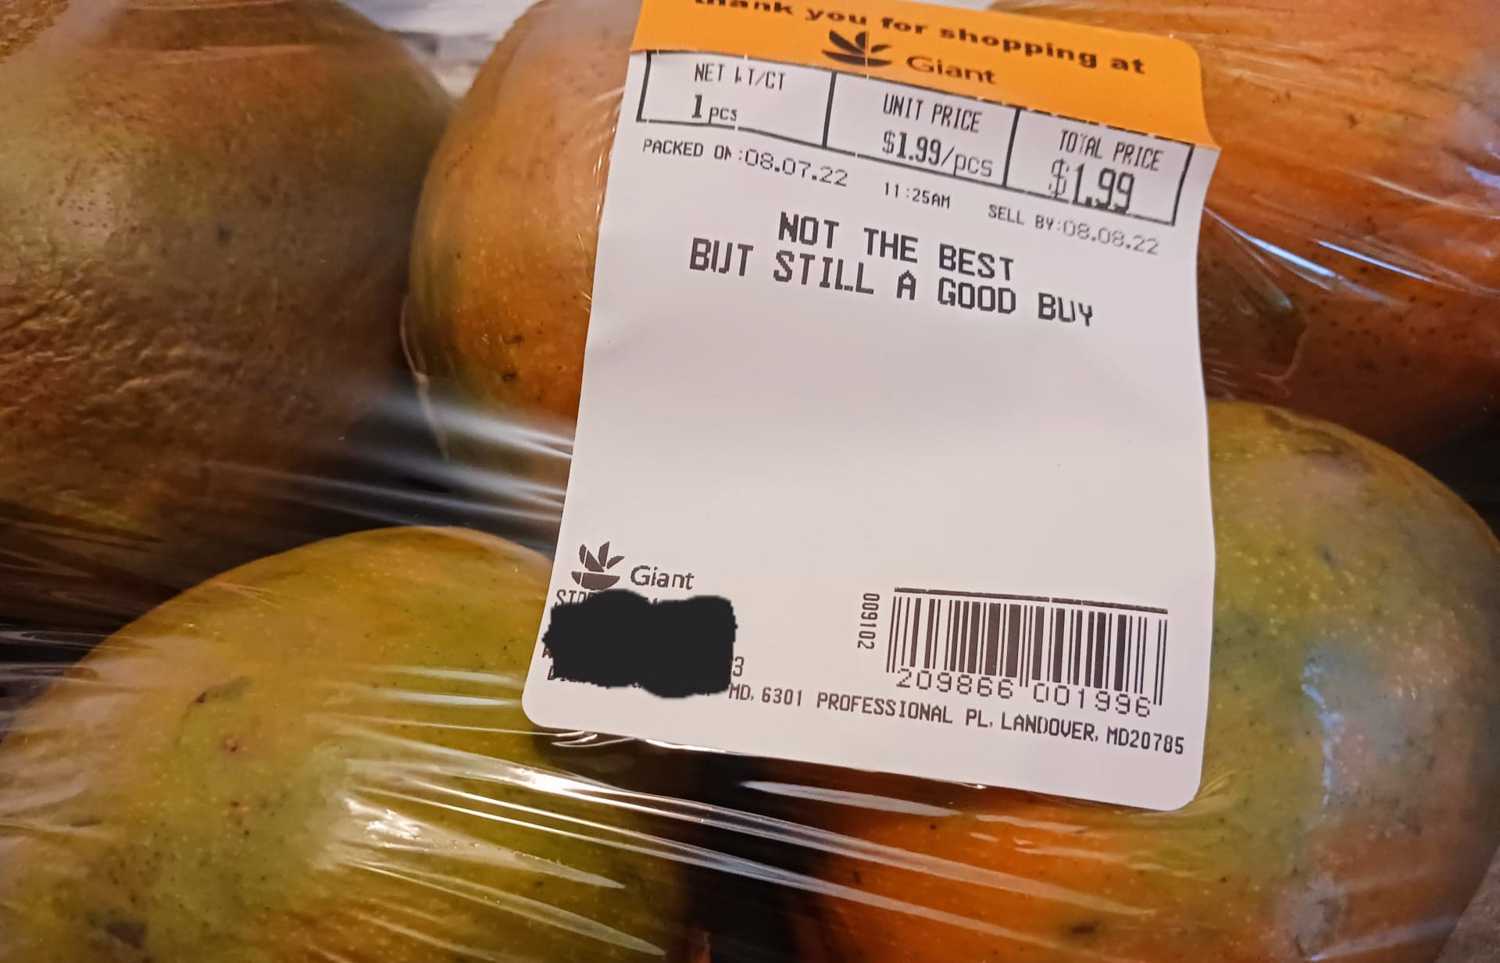 thank you for shopping at
Giant
NET WT/CT
1 pcs
UNIT PRICE
$1.99/pcs
TOTAL PRICE
$1.99
PACKED ON:08.07.22 11:25AM SELL BY:08.08.22
NOT THE BEST
BUT STILL A GOOD BUY
Giant
3
MD, 6301 PROFESSIONAL PL, LANDOVER, MD20785
009102
209866 001996